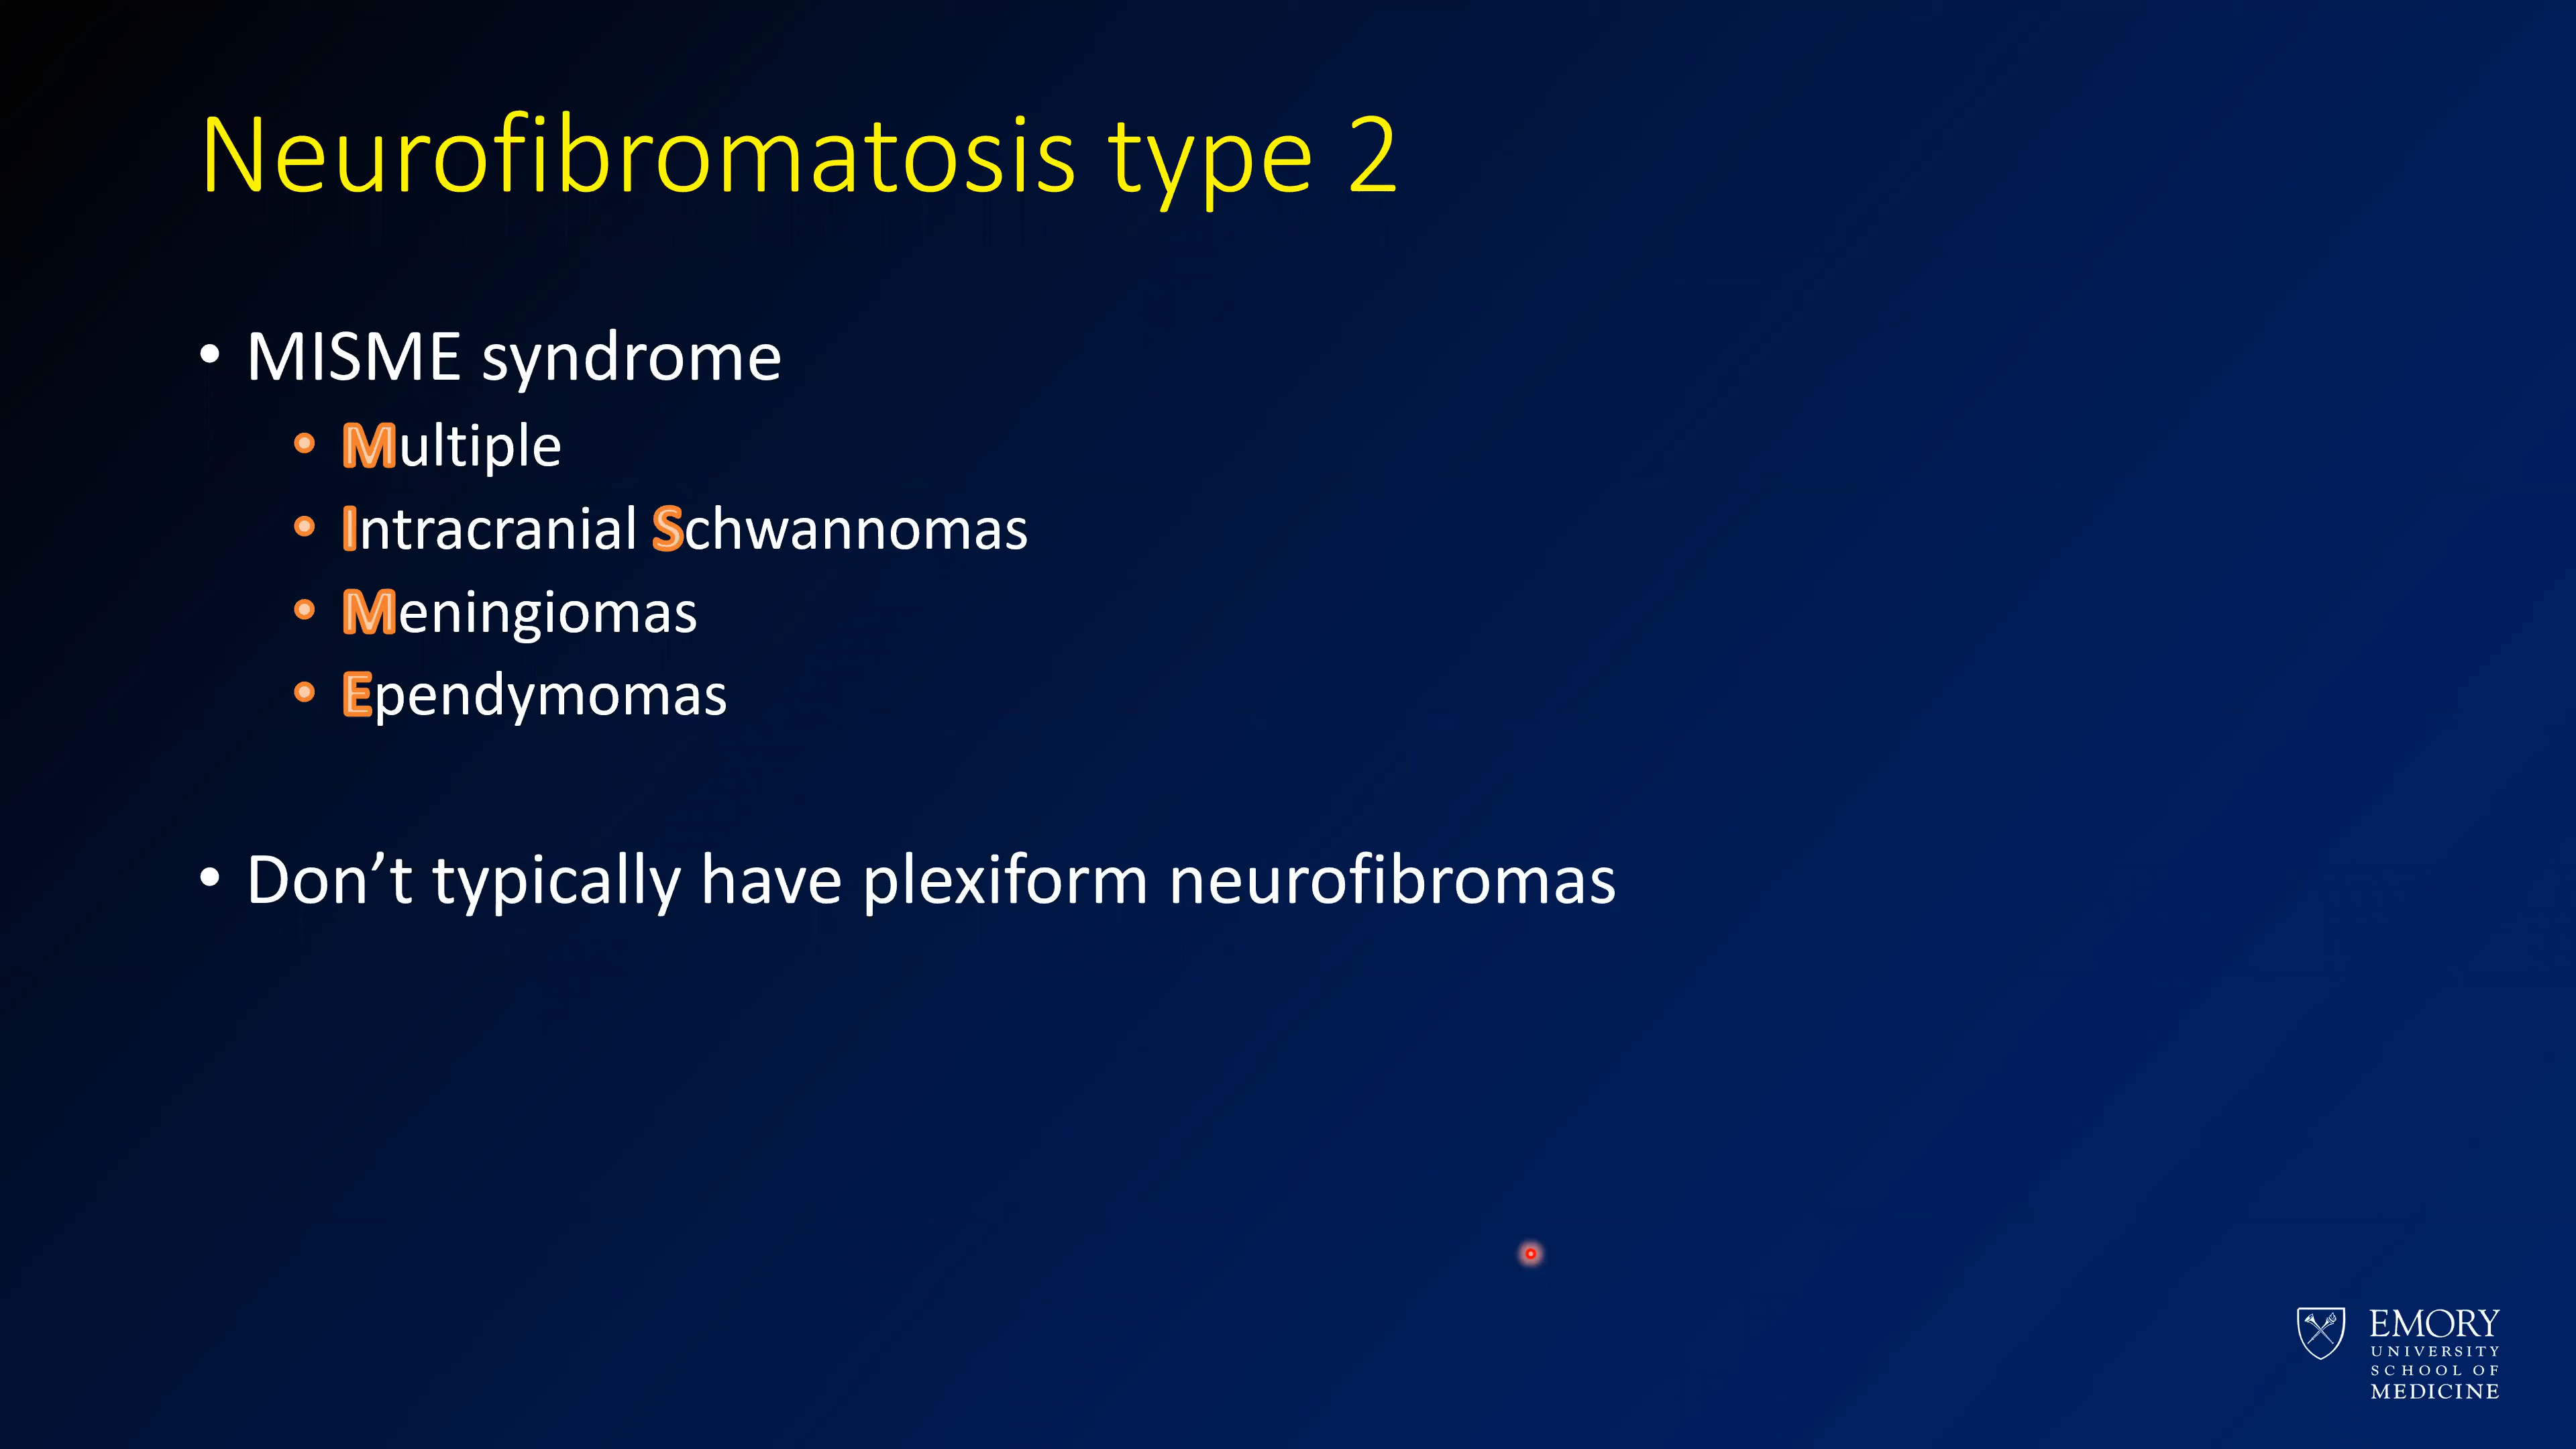 Neurofibromatosis type 2
• MISME syndrome
• Multiple
• Intracranial Schwannomas
• Meningiomas
• Ependymomas
• Don’t typically have plexiform neurofibromas
EMORY
UNIVERSITY
SCHOOL OF
MEDICINE